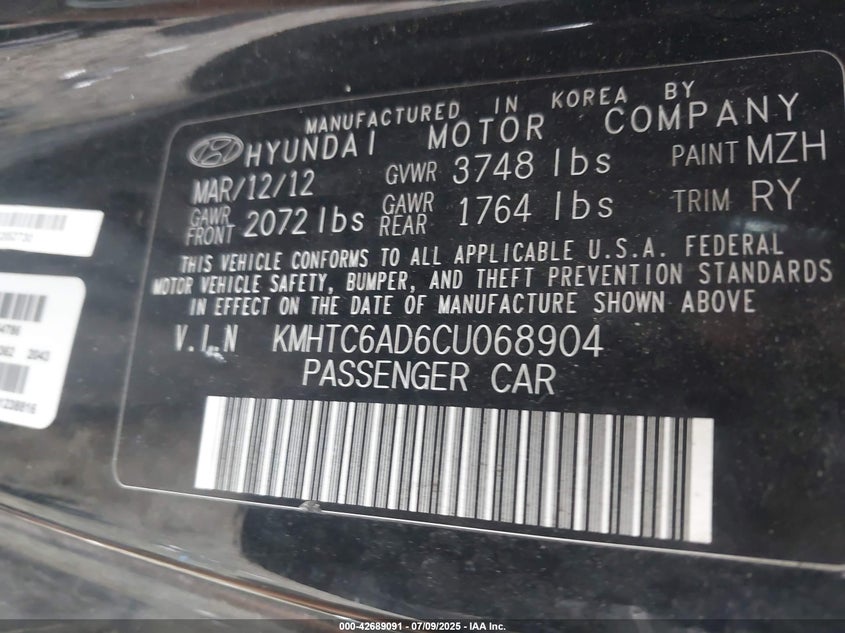 MANUFACTURED IN KOREA BY
HYUNDAI MOTOR COMPANY
MAR/12/12 GVWR 3748 lbs PAINT MZH
GAWR FRONT 2072 lbs GAWR REAR 1764 lbs TRIM RY
THIS VEHICLE CONFORMS TO ALL APPLICABLE U.S.A. FEDERAL
MOTOR VEHICLE SAFETY, BUMPER, AND THEFT PREVENTION STANDARDS
IN EFFECT ON THE DATE OF MANUFACTURE SHOWN ABOVE
V.I.N KMHTC6AD6CU068904
PASSENGER CAR
000-42689091 - 07/09/2025 - IAA Inc.